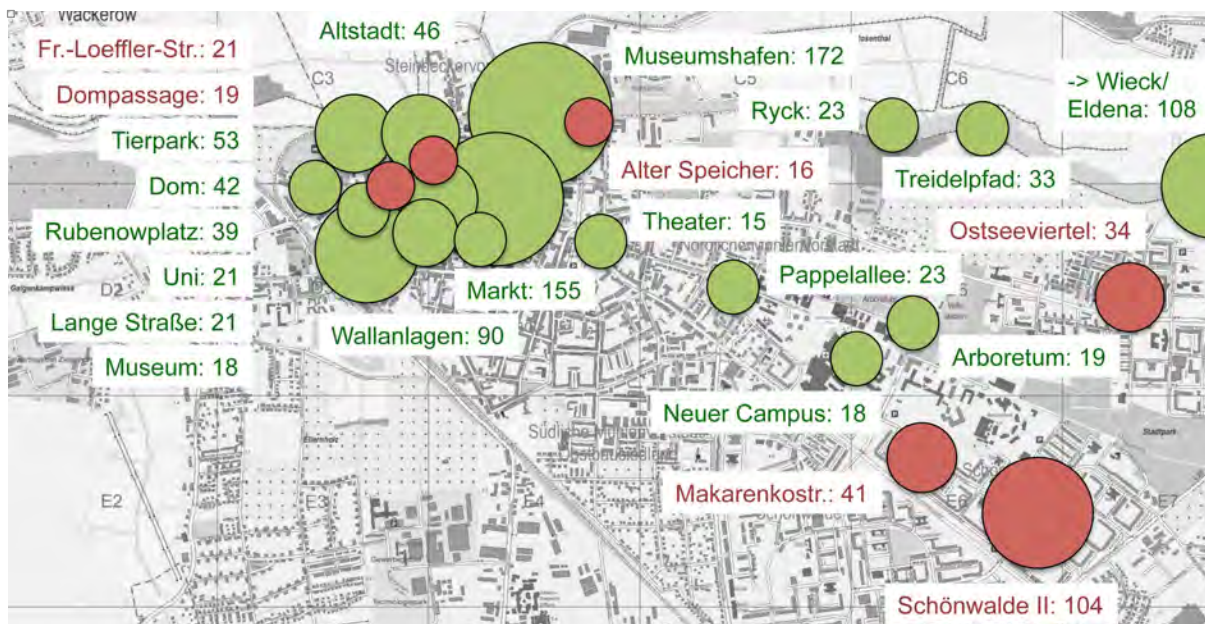 Wackerow
Fr.-Loeffler-Str.: 21
Altstadt: 46
Museumshafen: 172
C3
C5
C6
-> Wieck/
Eldena: 108
Dompassage: 19
Ryck: 23
Tierpark: 53
Alter Speicher: 16
Treidelpfad: 33
Dom: 42
Theater: 15
Ostseeviertel: 34
Rubenowplatz: 39
Pappelallee: 23
Uni: 21
D2
Markt: 155
Lange Straße: 21
Wallanlagen: 90
Arboretum: 19
Museum: 18
Neuer Campus: 18
Stadtpark
Ellernholz
Makarenkostr.: 41
E2
E3
E4
E6
E7
Schönwalde II: 104